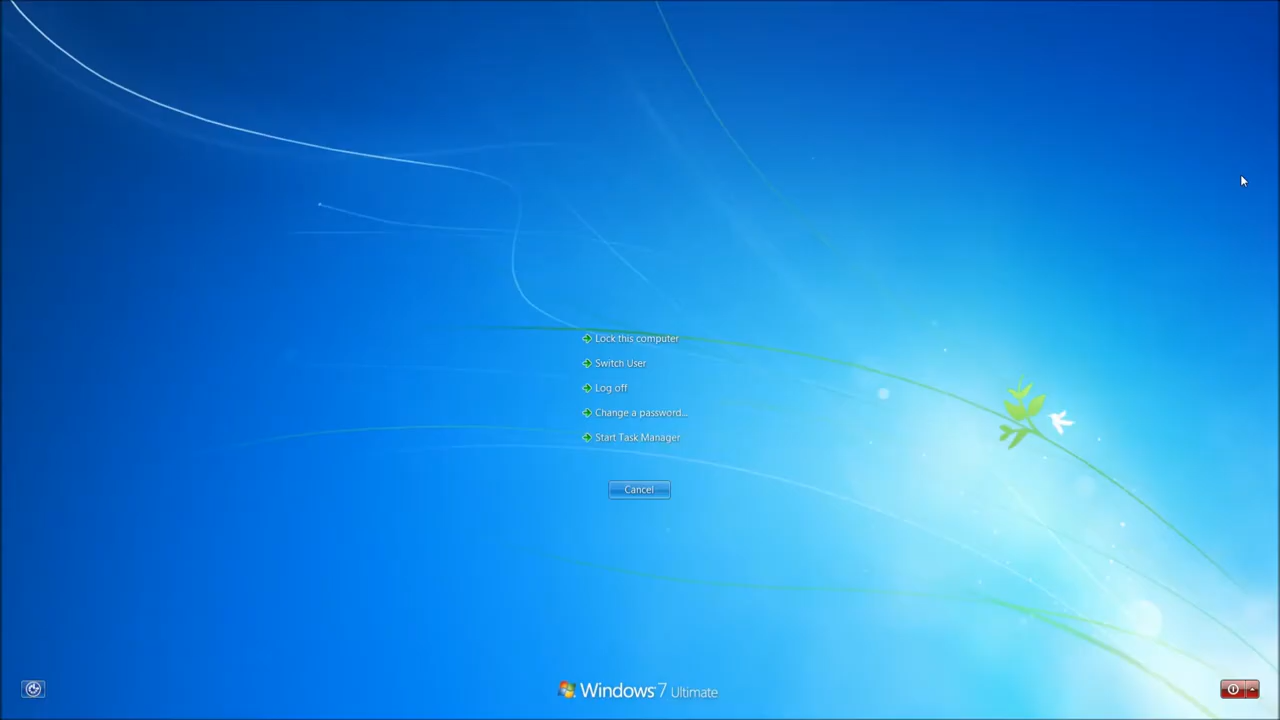 Lock this computer
Switch User
Log off
Change a password...
Start Task Manager
Cancel
Windows 7 Ultimate